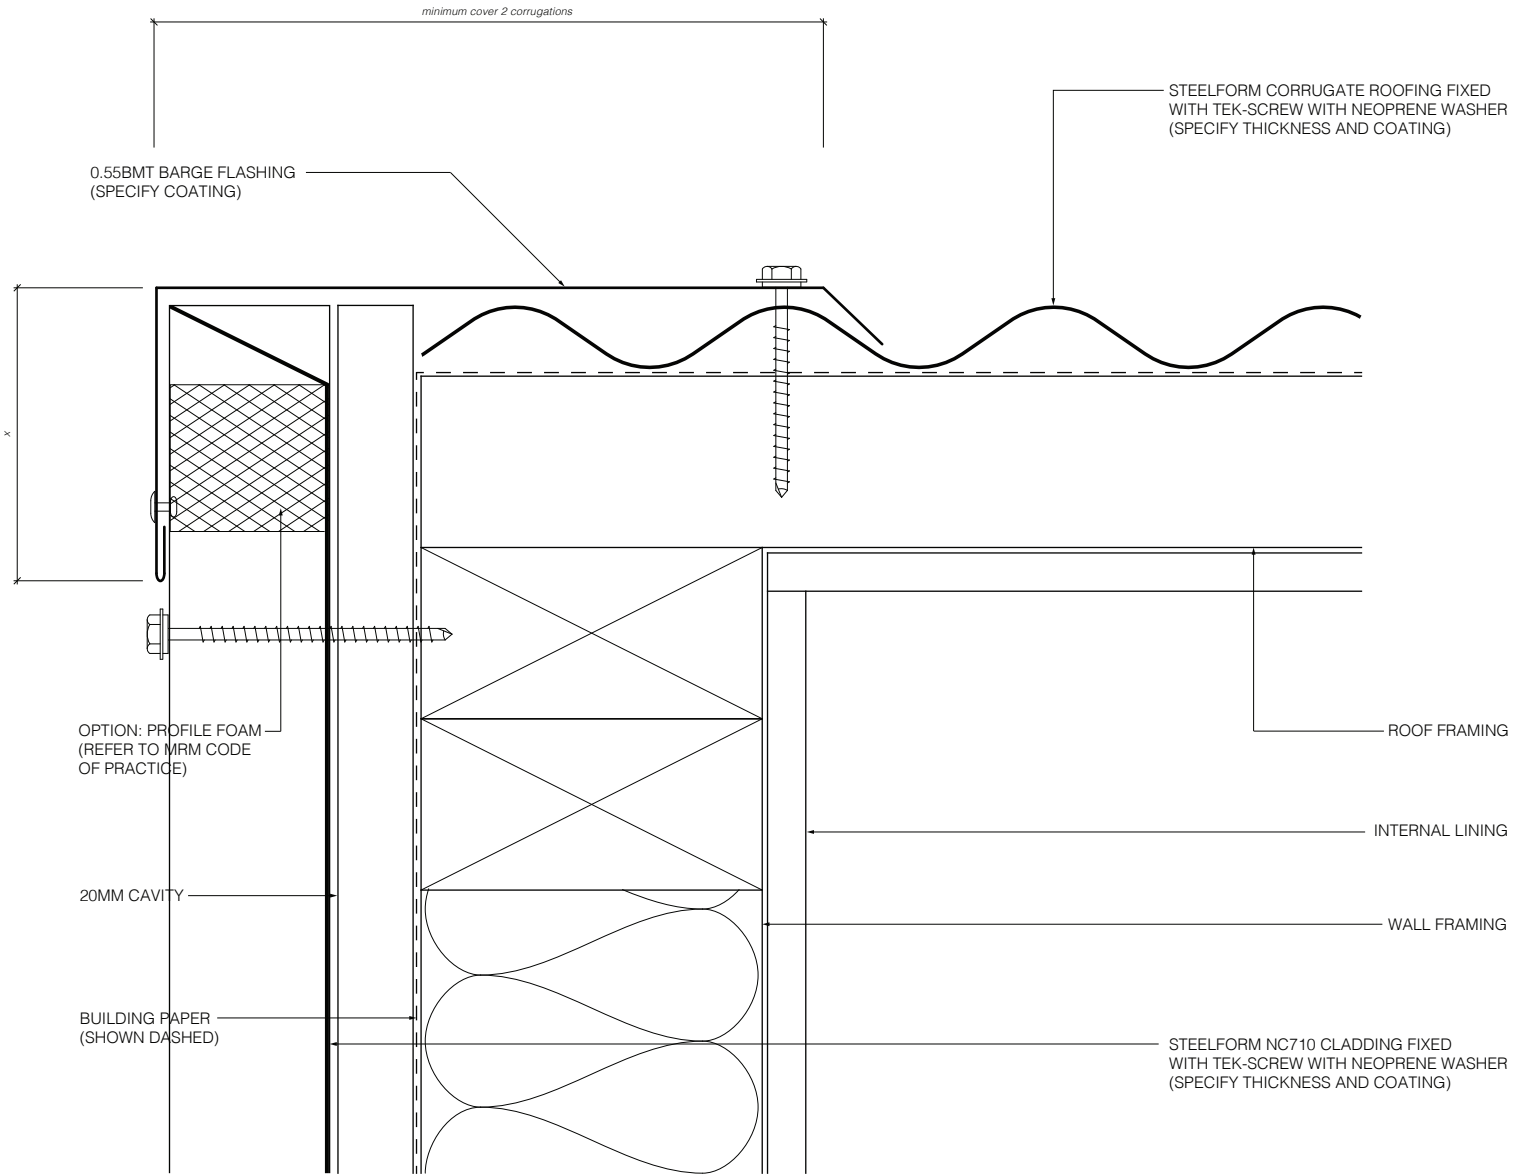 minimum cover 2 corrugations
STEELFORM CORRUGATE ROOFING FIXED
WITH TEK-SCREW WITH NEOPRENE WASHER
(SPECIFY THICKNESS AND COATING)
0.55BMT BARGE FLASHING
(SPECIFY COATING)
x
OPTION: PROFILE FOAM
(REFER TO MRM CODE
OF PRACTICE)
ROOF FRAMING
INTERNAL LINING
20MM CAVITY
WALL FRAMING
BUILDING PAPER
(SHOWN DASHED)
STEELFORM NC710 CLADDING FIXED
WITH TEK-SCREW WITH NEOPRENE WASHER
(SPECIFY THICKNESS AND COATING)